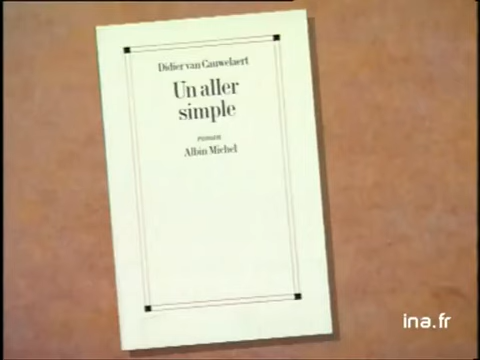 Didier van Cauwelaert
Un aller
simple
roman
Albin Michel
ina.fr